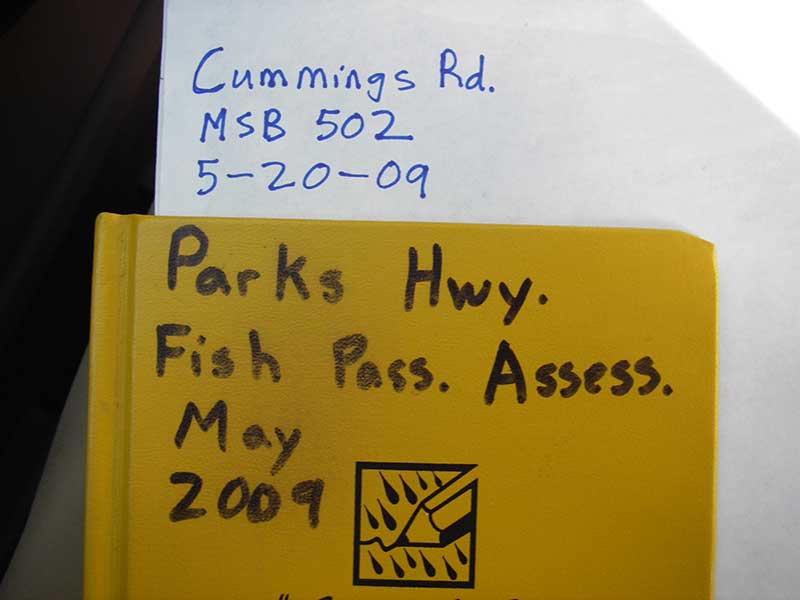 Cummings Rd.
MSB 502
5-20-09
Parks Hwy.
Fish Pass. Assess.
May
2009